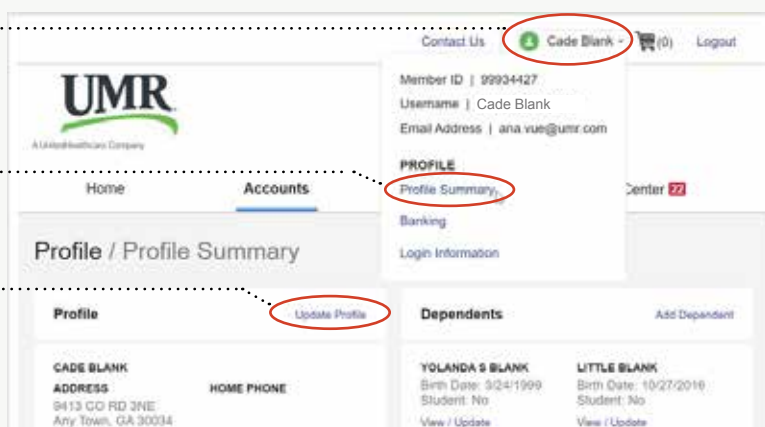 Contact Us Cade Blank (0) Logout
UMR
A UnitedHealthcare Company
Member ID | 99934427
Username | Cade Blank
Email Address | ana.vue@umr.com
PROFILE
Profile Summary
Banking
Login Information
Home Accounts Center 22
Profile / Profile Summary
Profile Update Profile
CADE BLANK
ADDRESS HOME PHONE
9413 CO RD 3NE
Any Town, GA 30034
Dependents Add Dependent
YOLANDA S BLANK LITTLE BLANK
Birth Date: 3/24/1999 Birth Date: 10/27/2016
Student: No Student: No
View / Update View / Update